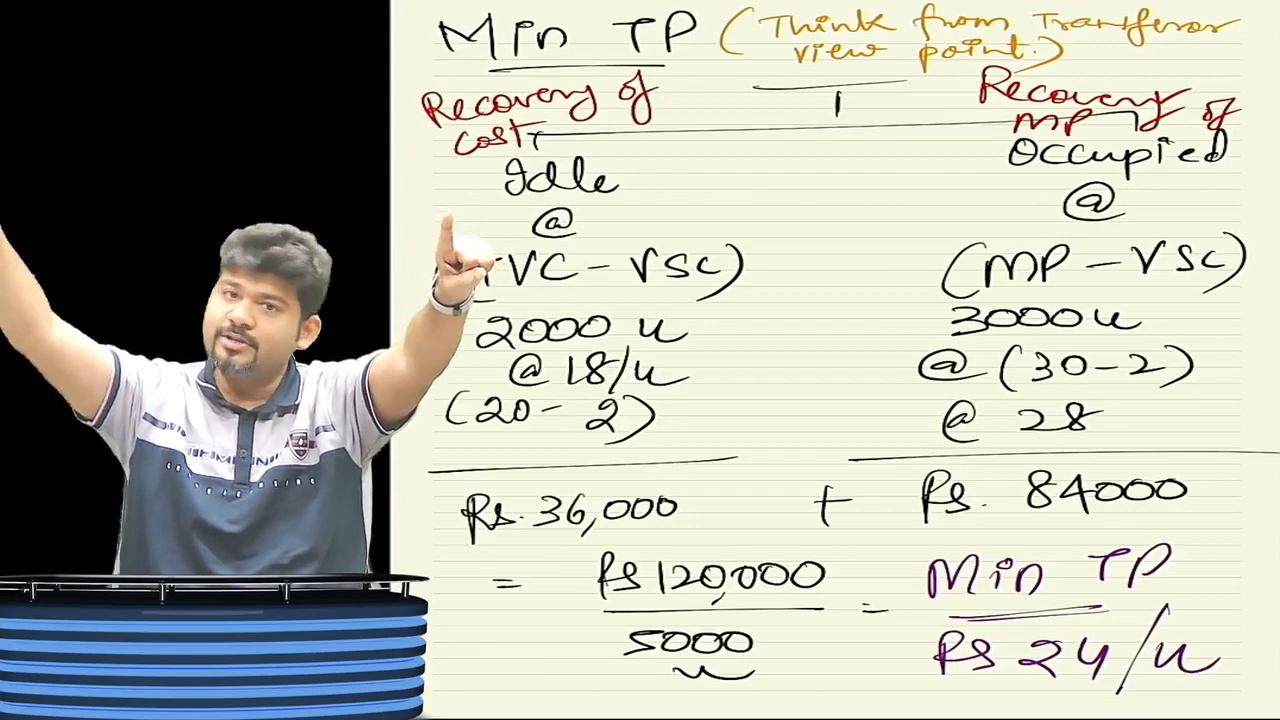 Min TP (Think from Transferor
view point.)
Recovery of
cost
Recovery of
MP
Idle
@
(VC - VSC)
2000 u
@ 18/u
(20 - 2)
Rs. 36,000
Occupied
@
(MP - VSC)
3000 u
@ (30-2)
@ 28
+ Rs. 84000
= Rs 120,000
5000
u
= Min TP
Rs 24/u